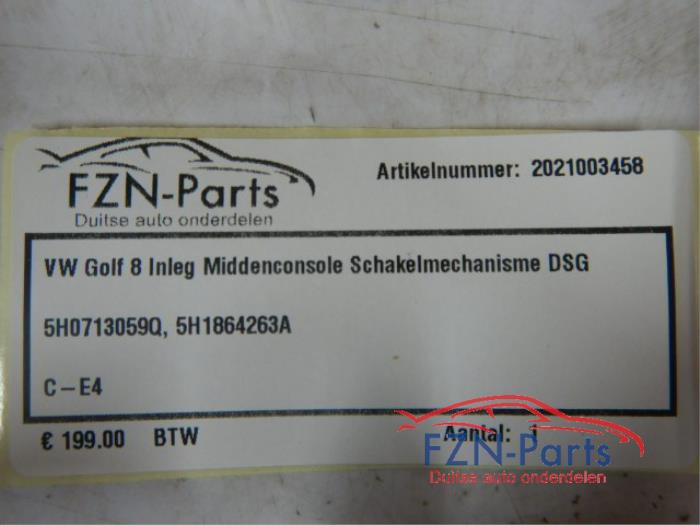 FZN-Parts
Duitse auto onderdelen
Artikelnummer: 2021003458
VW Golf 8 Inleg Middenconsole Schakelmechanisme DSG
5H0713059Q, 5H1864263A
C-E4
€ 199.00 BTW
Aantal: 1
FZN-Parts
Duitse auto onderdelen